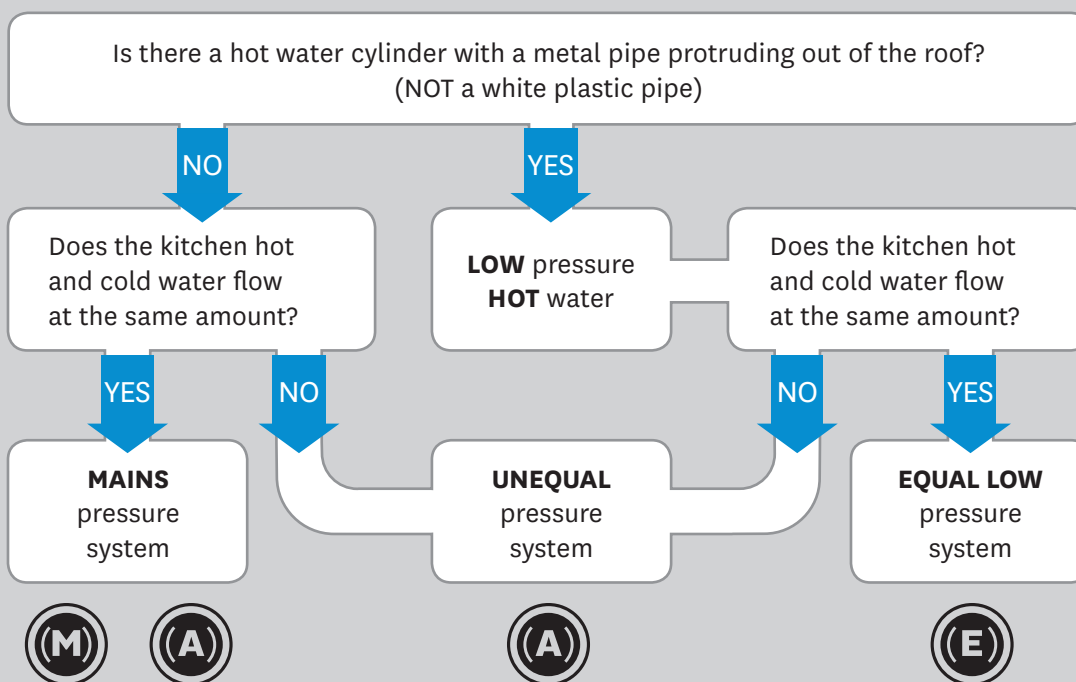 Is there a hot water cylinder with a metal pipe protruding out of the roof?
(NOT a white plastic pipe)
NO
YES
Does the kitchen hot
and cold water flow
at the same amount?
LOW pressure
HOT water
Does the kitchen hot
and cold water flow
at the same amount?
YES
NO
NO
YES
MAINS
pressure
system
UNEQUAL
pressure
system
EQUAL LOW
pressure
system
(M)
(A)
(A)
(E)